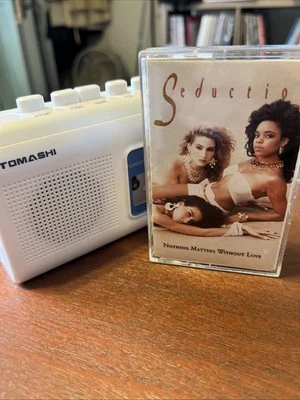 TOMASHI
Seductio
NOTHING MATTERS WITHOUT LOVE